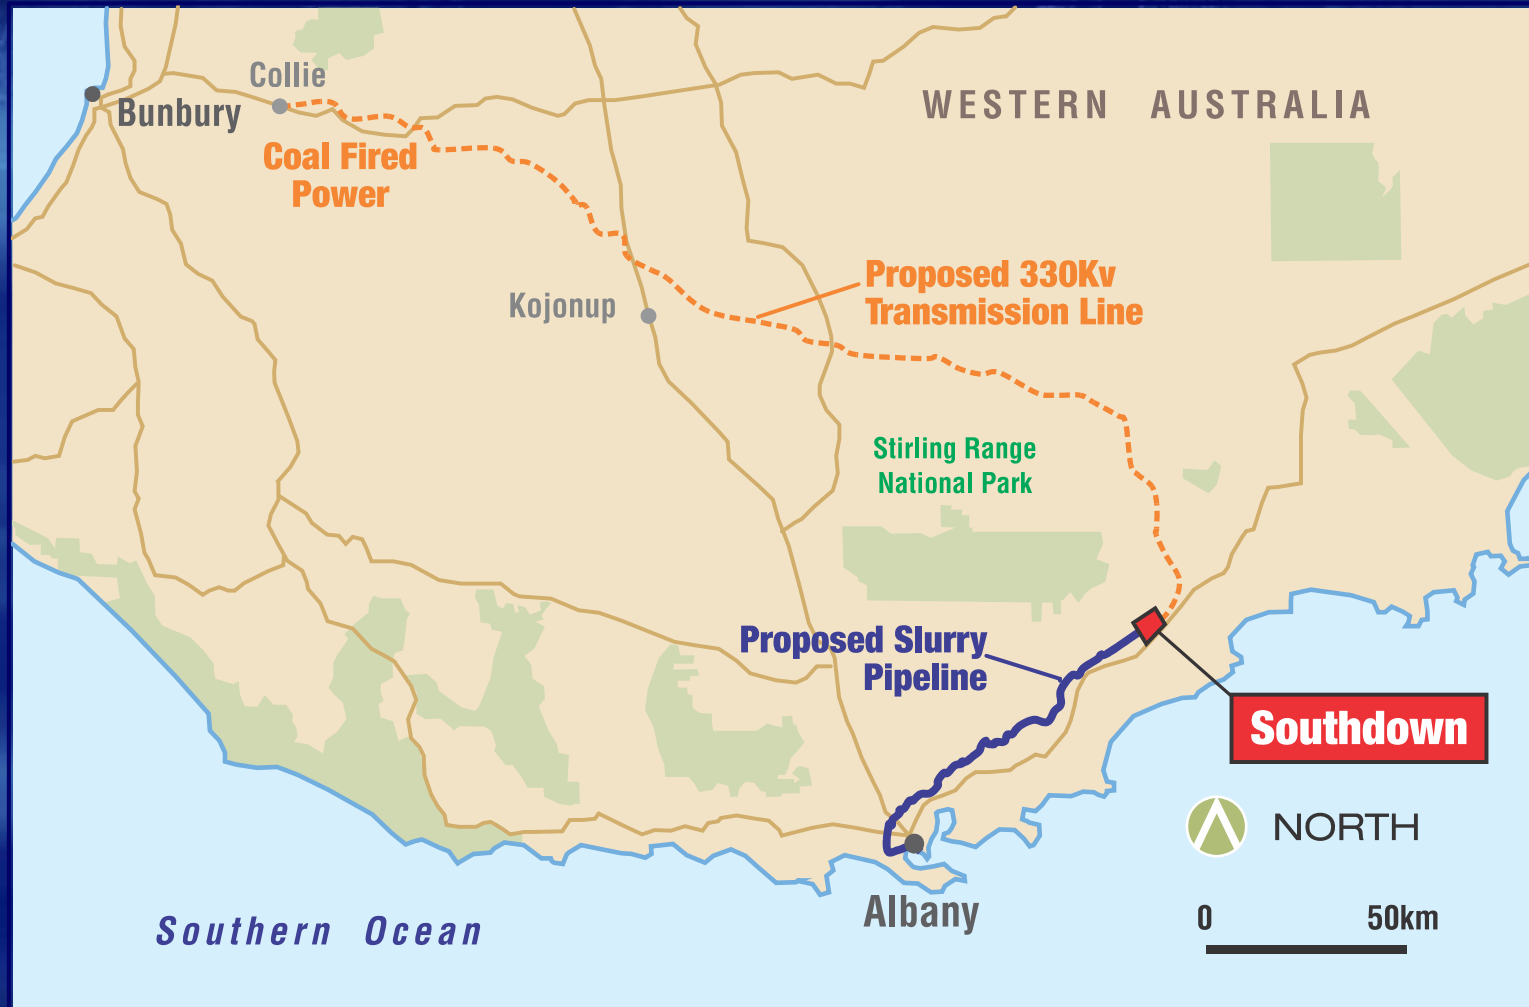 Collie
Bunbury
WESTERN AUSTRALIA
Coal Fired
Power
Proposed 330Kv
Transmission Line
Kojonup
Stirling Range
National Park
Proposed Slurry
Pipeline
Southdown
NORTH
Albany
0 50km
Southern Ocean